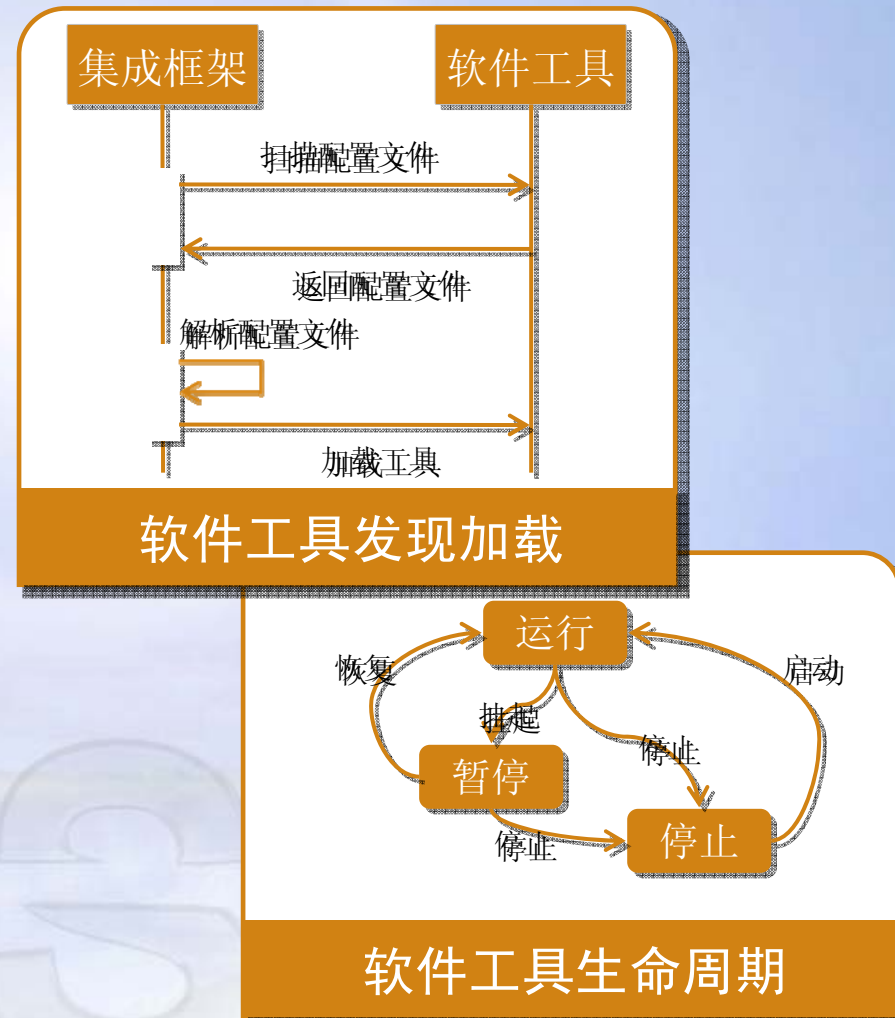 集成框架
软件工具
扫描配置文件
返回配置文件
解析配置文件
加载工具
软件工具发现加载
运行
恢复
启动
挂起
停止
暂停
停止
停止
软件工具生命周期